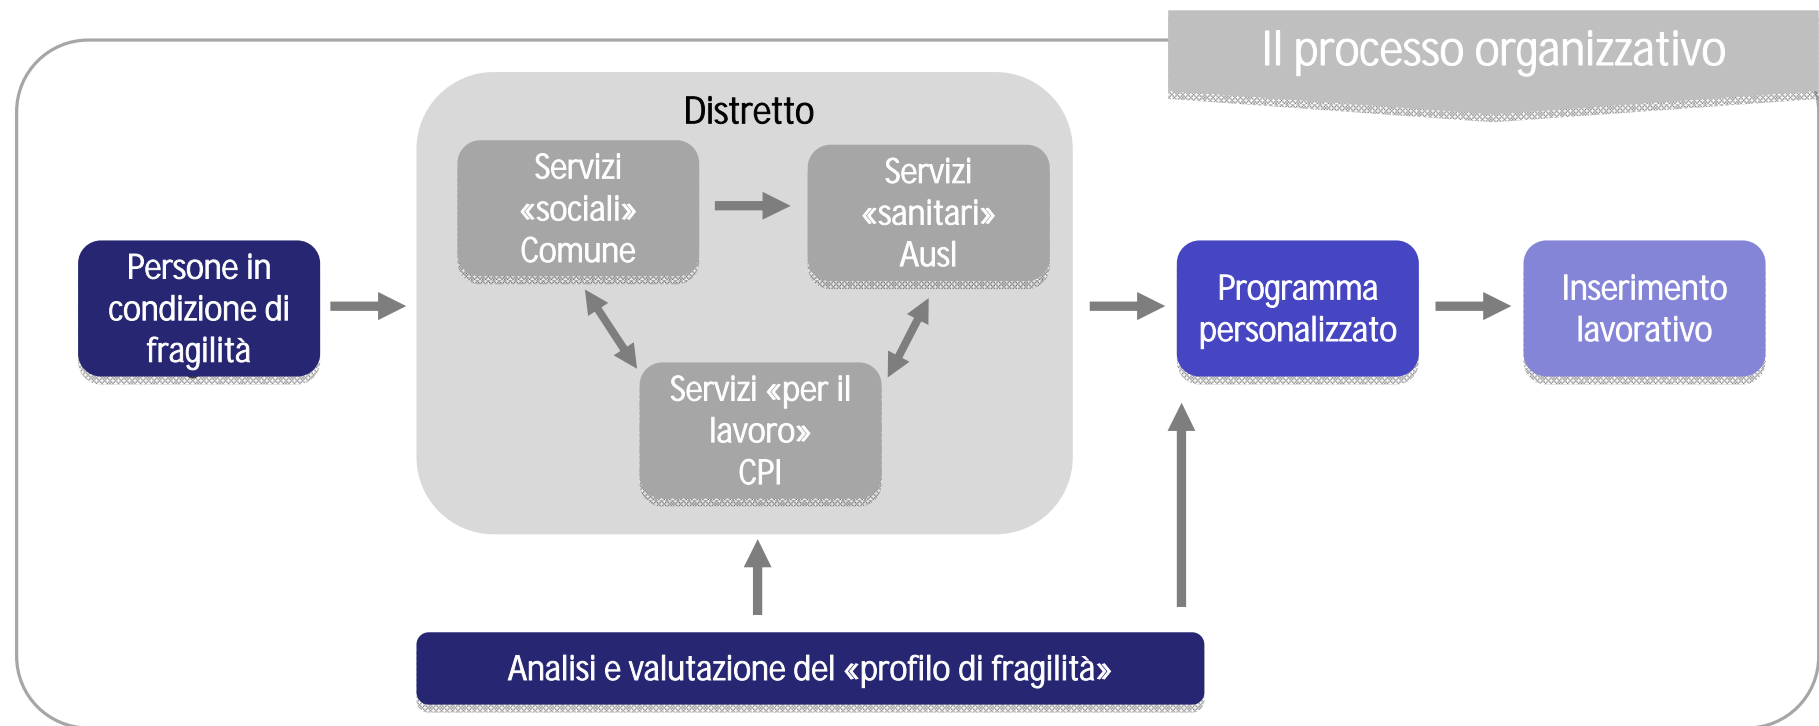 Il processo organizzativo
Distretto
Servizi
«sociali»
Comune
Servizi
«sanitari»
Ausl
Persone in
condizione di
fragilità
Programma
personalizzato
Inserimento
lavorativo
Servizi «per il
lavoro»
CPI
Analisi e valutazione del «profilo di fragilità»